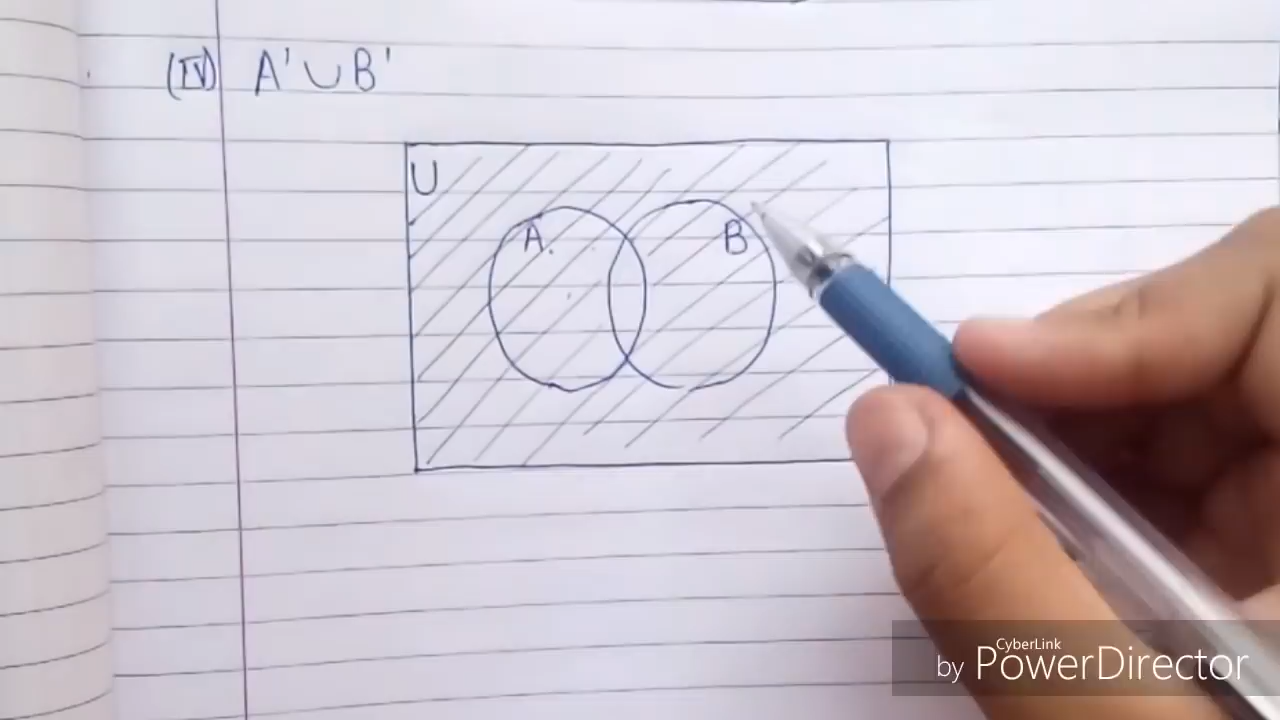 (IV) A' ∪ B'
U
A
B
CyberLink
by PowerDirector